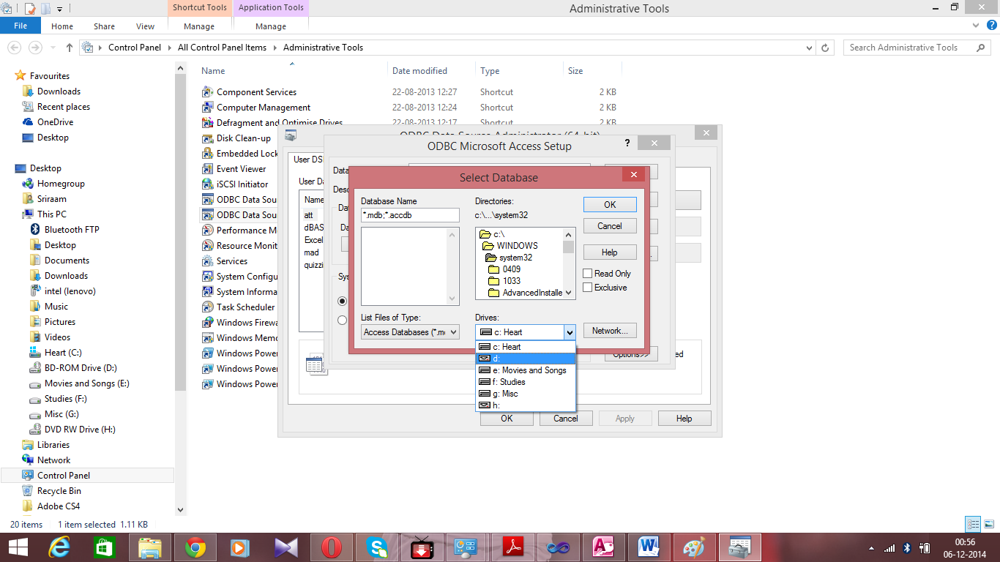 Shortcut Tools
Application Tools
Administrative Tools
File
Home
Share
View
Manage
Manage
Control Panel
All Control Panel Items
Administrative Tools
Search Administrative Tools
Favourites
Downloads
Recent places
OneDrive
Desktop
Desktop
Homegroup
Sriraam
This PC
Bluetooth FTP
Desktop
Documents
Downloads
intel (lenovo)
Music
Pictures
Videos
Heart (C:)
BD-ROM Drive (D:)
Movies and Songs (E:)
Studies (F:)
Misc (G:)
DVD RW Drive (H:)
Libraries
Network
Control Panel
Recycle Bin
Adobe CS4
Name
Date modified
Type
Size
Component Services
22-08-2013 12:27
Shortcut
2 KB
Computer Management
22-08-2013 12:24
Shortcut
2 KB
Defragment and Optimise Drives
22-08-2013 12:17
Shortcut
2 KB
Disk Clean-up
Embedded Lock
Event Viewer
iSCSI Initiator
ODBC Data Sou
ODBC Data Sou
Performance M
Resource Monit
Services
System Configu
System Informa
Task Scheduler
Windows Firewa
Windows Memo
Windows Power
Windows Power
Windows Power
ODBC Data Source Administrator (64-bit)
User DS
User Da
Name
att
dBAS
Excel
mad
quizzi
ODBC Microsoft Access Setup
?
Data
Desc
Da
Da
Sys
Options>>
ed
Select Database
Database Name
*.mdb;*.accdb
Directories:
c:\...\system32
c:\
WINDOWS
system32
0409
1033
AdvancedInstalle
OK
Cancel
Help
Read Only
Exclusive
List Files of Type:
Access Databases (*.m
Drives:
c: Heart
Network...
c: Heart
d:
e: Movies and Songs
f: Studies
g: Misc
h:
OK
Cancel
Apply
Help
20 items
1 item selected 1.11 KB
00:56
06-12-2014